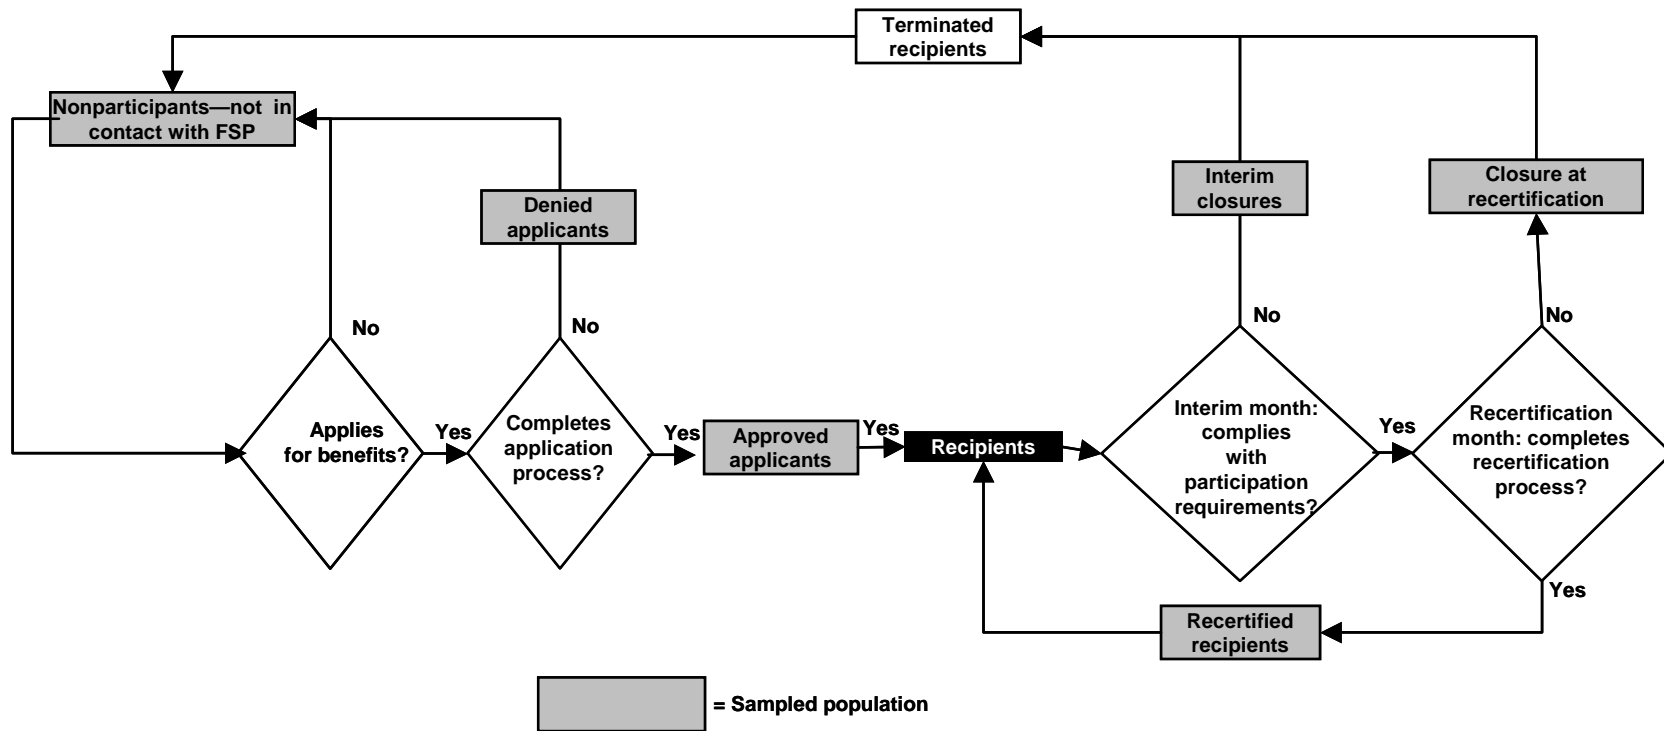 Terminated
recipients
Nonparticipants—not in
contact with FSP
Denied
applicants
Interim
closures
Closure at
recertification
No
No
No
No
Applies
for benefits?
Yes
Completes
application
process?
Yes
Approved
applicants
Yes
Recipients
Interim month:
complies
with
participation
requirements?
Yes
Recertification
month: completes
recertification
process?
Yes
Recertified
recipients
= Sampled population